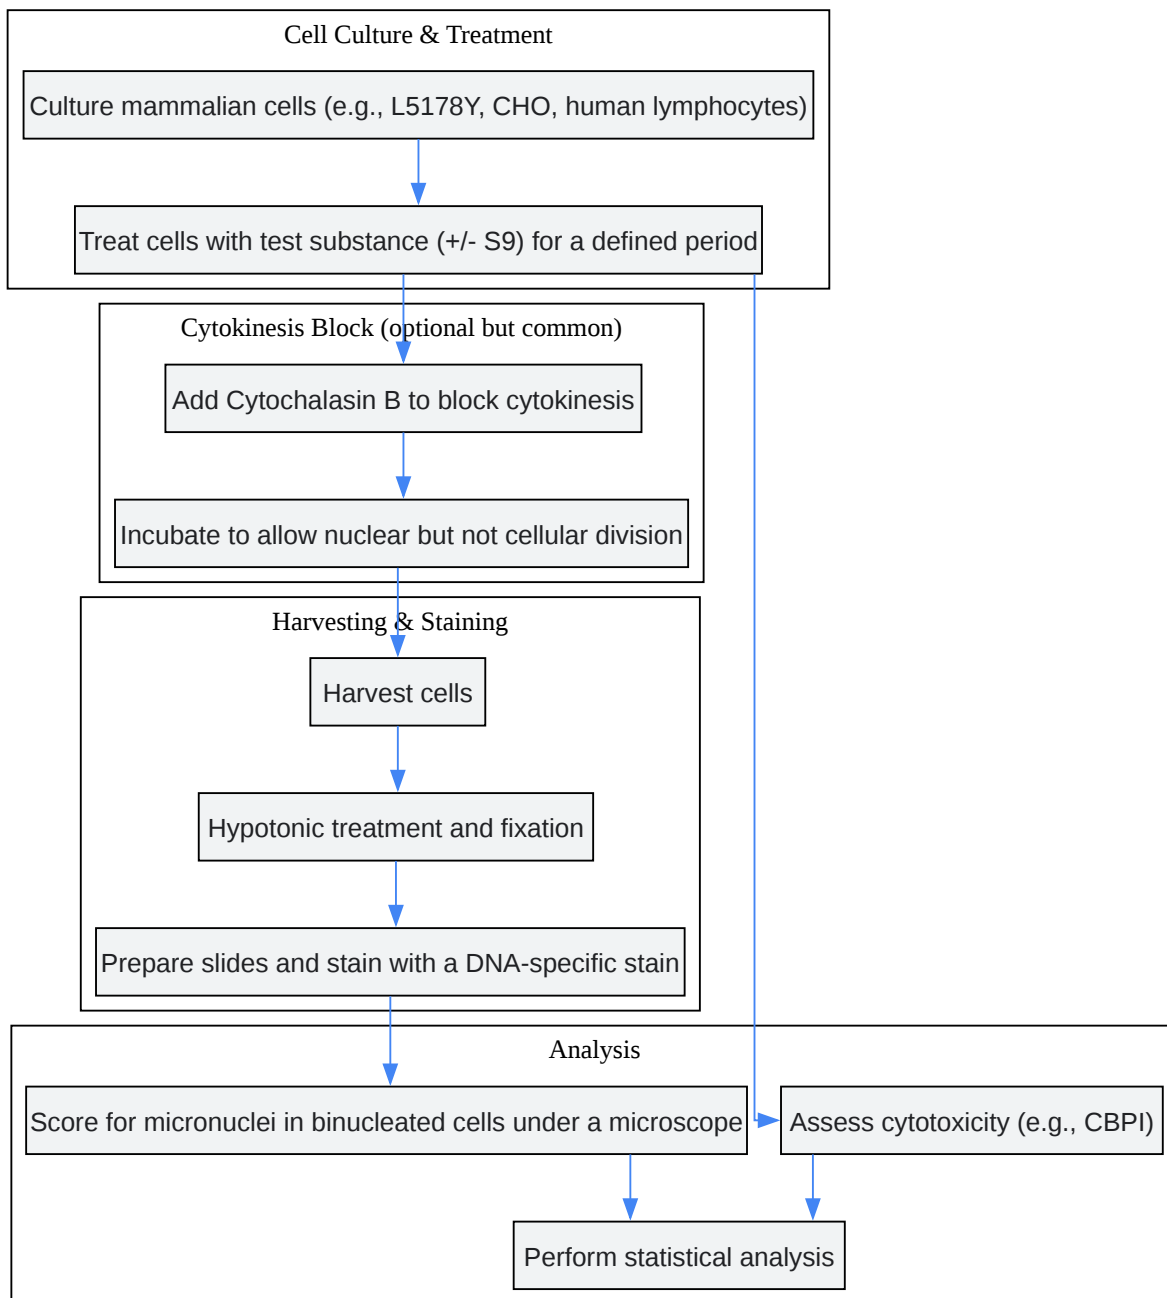 Cell Culture & Treatment
Culture mammalian cells (e.g., L5178Y, CHO, human lymphocytes)
Treat cells with test substance (+/- S9) for a defined period
Cytokinesis Block (optional but common)
Add Cytochalasin B to block cytokinesis
Incubate to allow nuclear but not cellular division
Harvesting & Staining
Harvest cells
Hypotonic treatment and fixation
Prepare slides and stain with a DNA-specific stain
Analysis
Score for micronuclei in binucleated cells under a microscope
Assess cytotoxicity (e.g., CBPI)
Perform statistical analysis